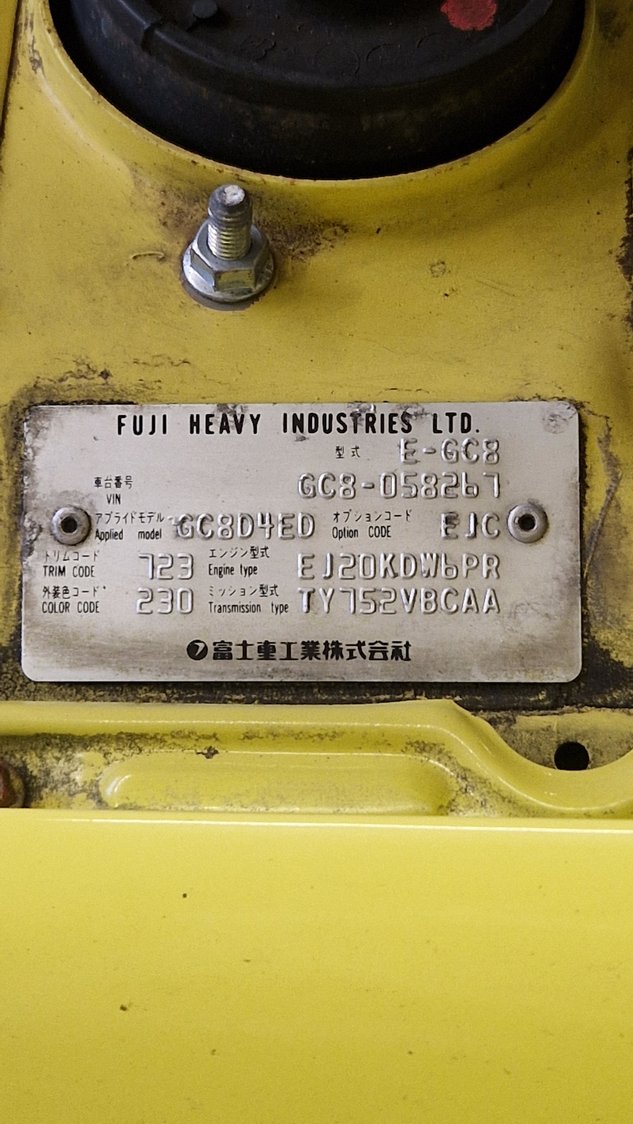 FUJI HEAVY INDUSTRIES LTD.
型式 E-GC8
車台番号 VIN GC8-058267
アプライドモデル Applied model GC8D4ED オプションコード Option CODE EJC
トリムコード TRIM CODE 723 エンジン型式 Engine type EJ20KDW6PR
外装色コード COLOR CODE 230 ミッション型式 Transmission type TY752VBCAA
富士重工業株式会社